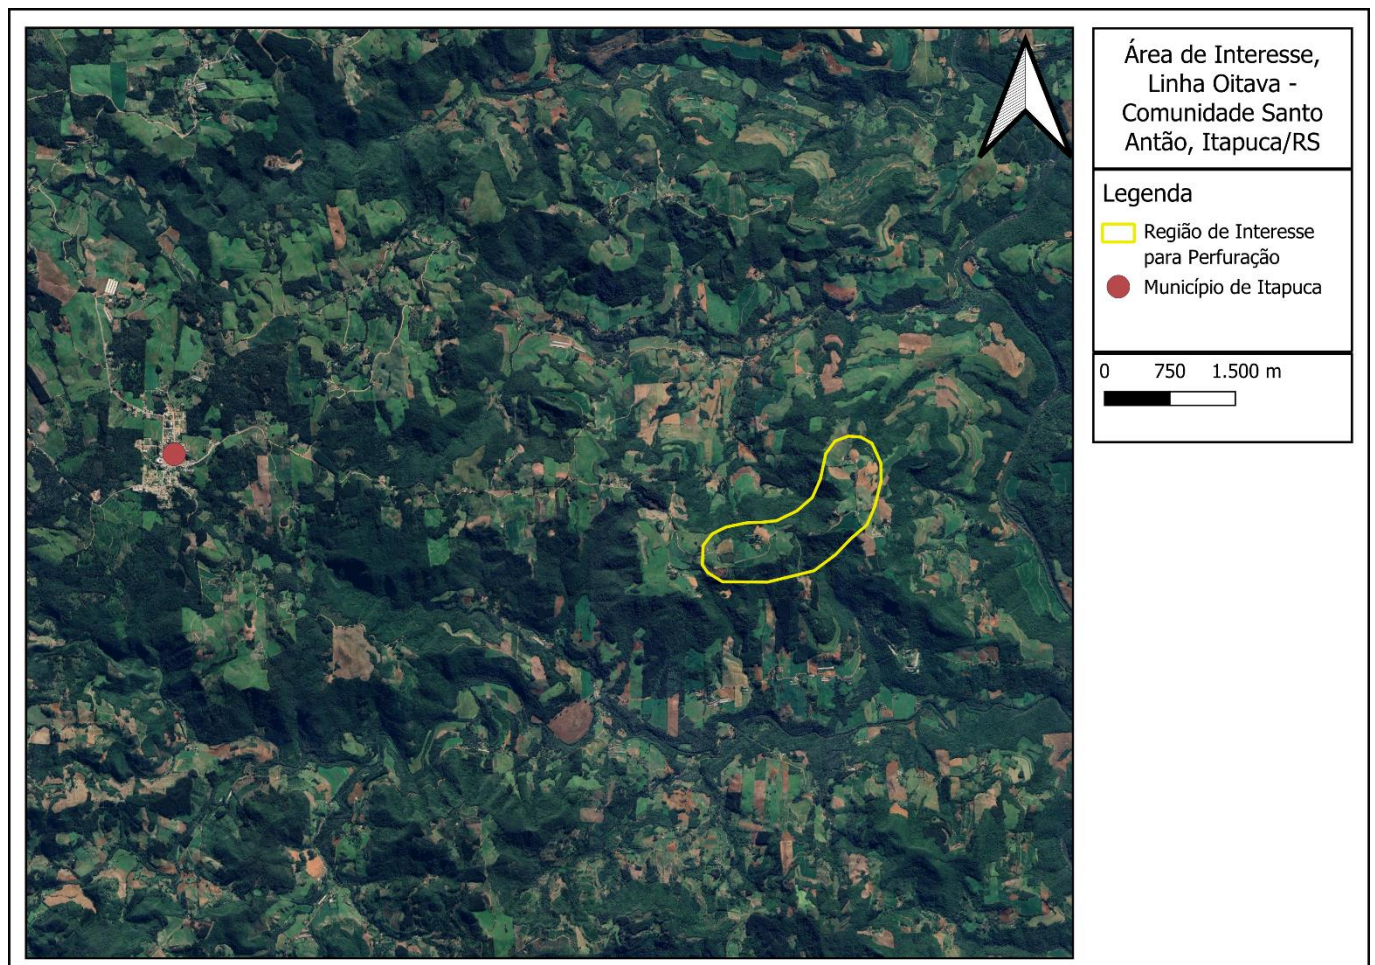 Área de Interesse,
Linha Oitava -
Comunidade Santo
Antão, Itapuca/RS
Legenda
Região de Interesse
para Perfuração
Município de Itapuca
0 750 1.500 m